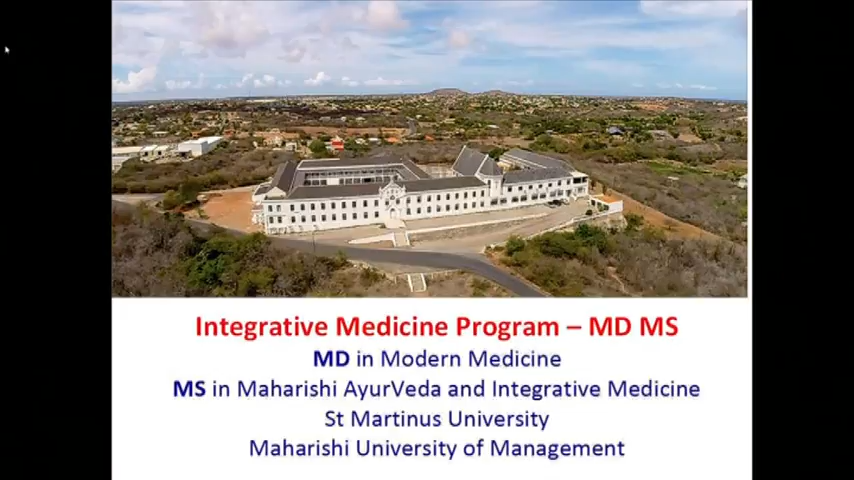 Integrative Medicine Program – MD MS
MD in Modern Medicine
MS in Maharishi AyurVeda and Integrative Medicine
St Martinus University
Maharishi University of Management